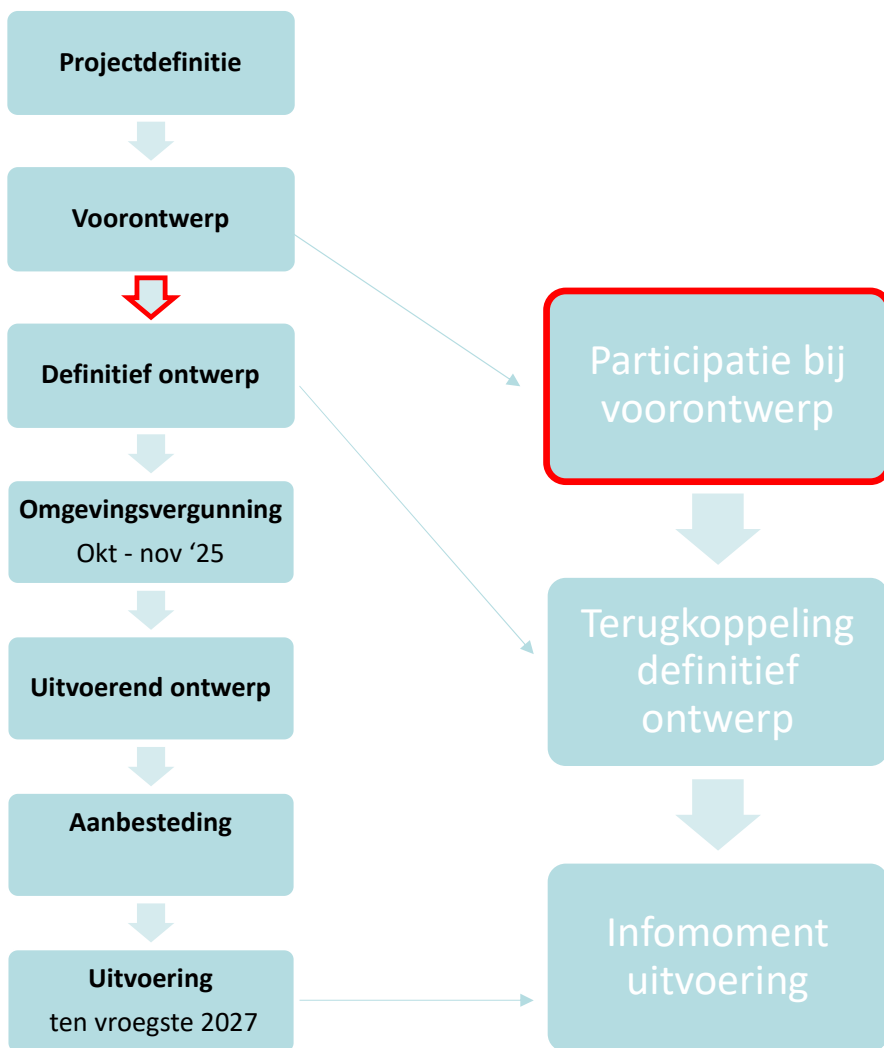 Projectdefinitie
Voorontwerp
Definitief ontwerp
Omgevingsvergunning
Okt - nov ‘25
Uitvoerend ontwerp
Aanbesteding
Uitvoering
ten vroegste 2027
Participatie bij
voorontwerp
Terugkoppeling
definitief
ontwerp
Infomoment
uitvoering